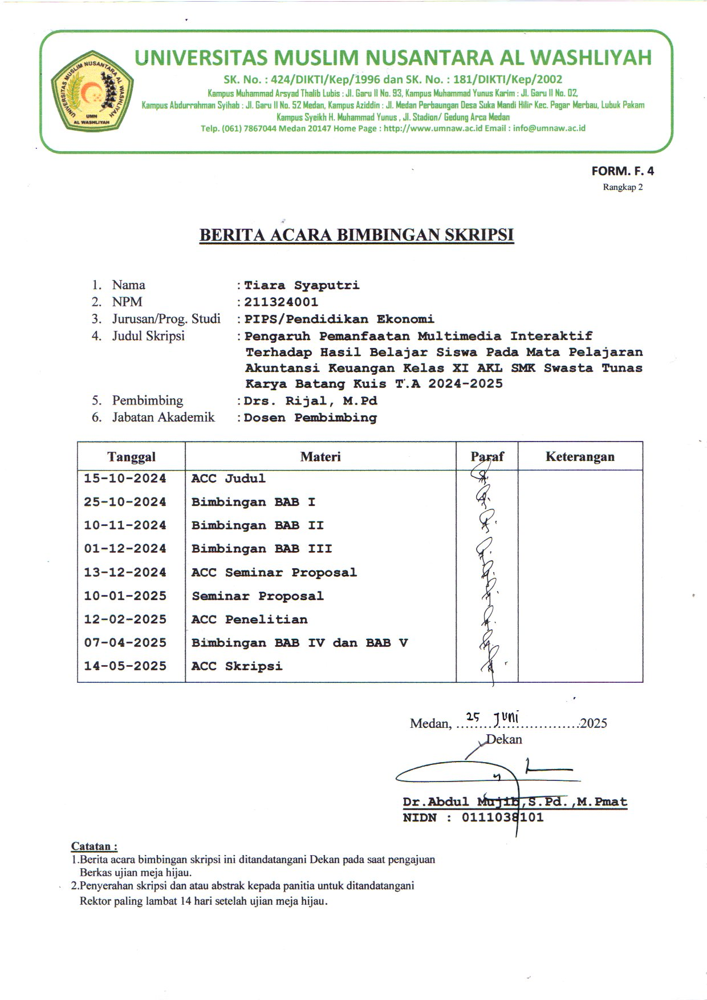 UNIVERSITAS MUSLIM NUSANTARA AL WASHLIYAH
UNIVERSITAS MUSLIM NUSANTARA AL WASHLIYAH
UMN
AL WASHLIYAH
SK. No. : 424/DIKTI/Kep/1996 dan SK. No. : 181/DIKTI/Kep/2002
Kampus Muhammad Arsyad Thalib Lubis : Jl. Garu II No. 93, Kampus Muhammad Yunus Karim : Jl. Garu II No. 02,
Kampus Abdurrahman Syihab : Jl. Garu II No. 52 Medan, Kampus Aziddin : Jl. Medan Perbaungan Desa Suka Mandi Hilir Kec. Pagar Merbau, Lubuk Pakam
Kampus Syeikh H. Muhammad Yunus , Jl. Stadion/ Gedung Arca Medan
Telp. (061) 7867044 Medan 20147 Home Page : http://www.umnaw.ac.id Email : info@umnaw.ac.id
FORM. F. 4
Rangkap 2
BERITA ACARA BIMBINGAN SKRIPSI
1. Nama : Tiara Syaputri
2. NPM : 211324001
3. Jurusan/Prog. Studi : PIPS/Pendidikan Ekonomi
4. Judul Skripsi : Pengaruh Pemanfaatan Multimedia Interaktif
Terhadap Hasil Belajar Siswa Pada Mata Pelajaran
Akuntansi Keuangan Kelas XI AKL SMK Swasta Tunas
Karya Batang Kuis T.A 2024-2025
5. Pembimbing : Drs. Rijal, M.Pd
6. Jabatan Akademik : Dosen Pembimbing
Tanggal Materi Paraf Keterangan
15-10-2024 ACC Judul
25-10-2024 Bimbingan BAB I
10-11-2024 Bimbingan BAB II
01-12-2024 Bimbingan BAB III
13-12-2024 ACC Seminar Proposal
10-01-2025 Seminar Proposal
12-02-2025 ACC Penelitian
07-04-2025 Bimbingan BAB IV dan BAB V
14-05-2025 ACC Skripsi
Medan, 25 Juni 2025
Dekan
Dr.Abdul Mujib,S.Pd.,M.Pmat
NIDN : 0111038101
Catatan :
1.Berita acara bimbingan skripsi ini ditandatangani Dekan pada saat pengajuan
Berkas ujian meja hijau.
2.Penyerahan skripsi dan atau abstrak kepada panitia untuk ditandatangani
Rektor paling lambat 14 hari setelah ujian meja hijau.